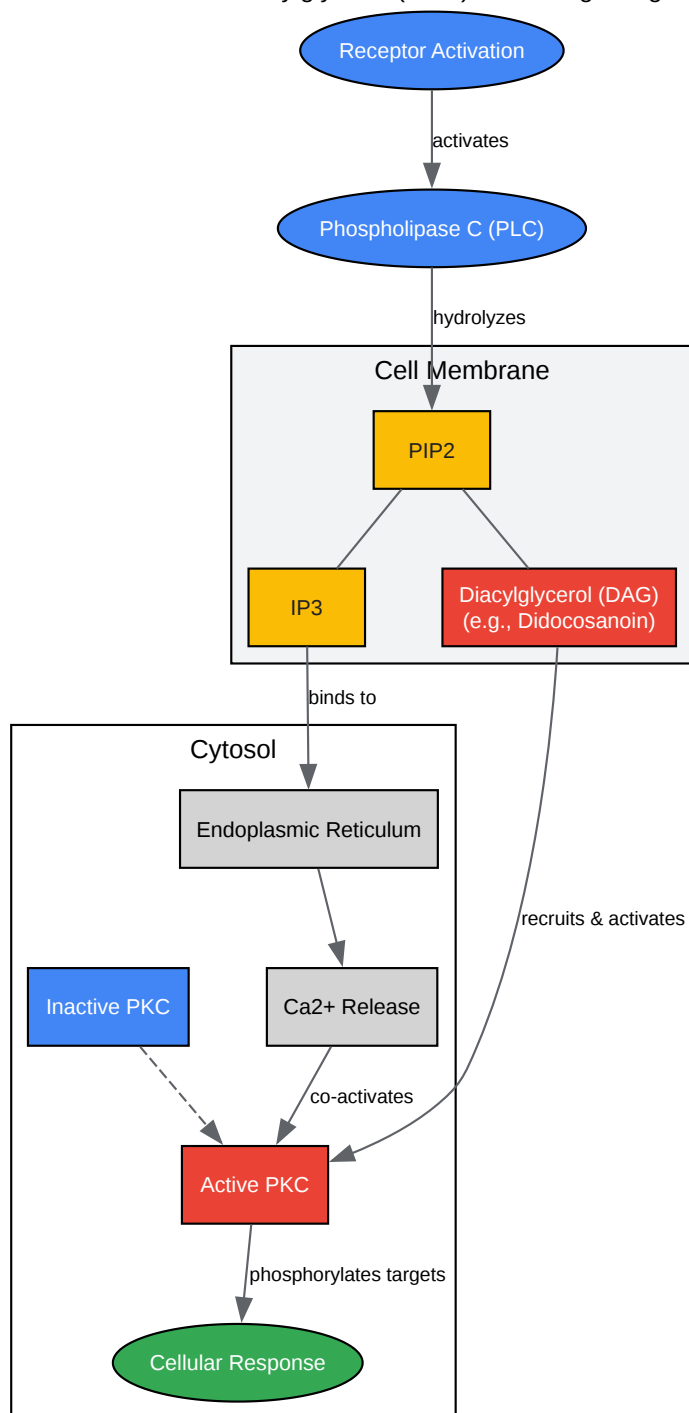 Receptor Activation
activates
Phospholipase C (PLC)
hydrolyzes
Cell Membrane
PIP2
IP3
Diacylglycerol (DAG)
(e.g., Didocosanoin)
binds to
Cytosol
Endoplasmic Reticulum
recruits & activates
Inactive PKC
Ca2+ Release
co-activates
Active PKC
phosphorylates targets
Cellular Response